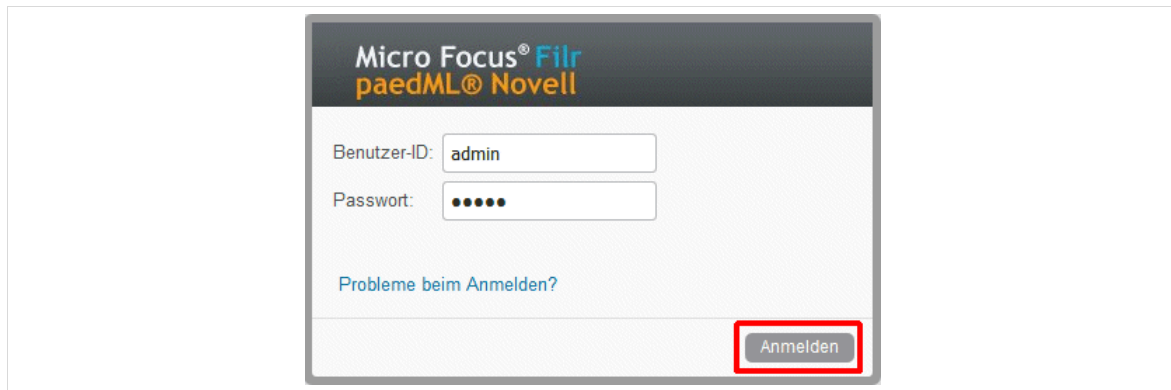 Micro Focus® Filr
paedML® Novell
Benutzer-ID: admin
Passwort: •••••
Probleme beim Anmelden?
Anmelden